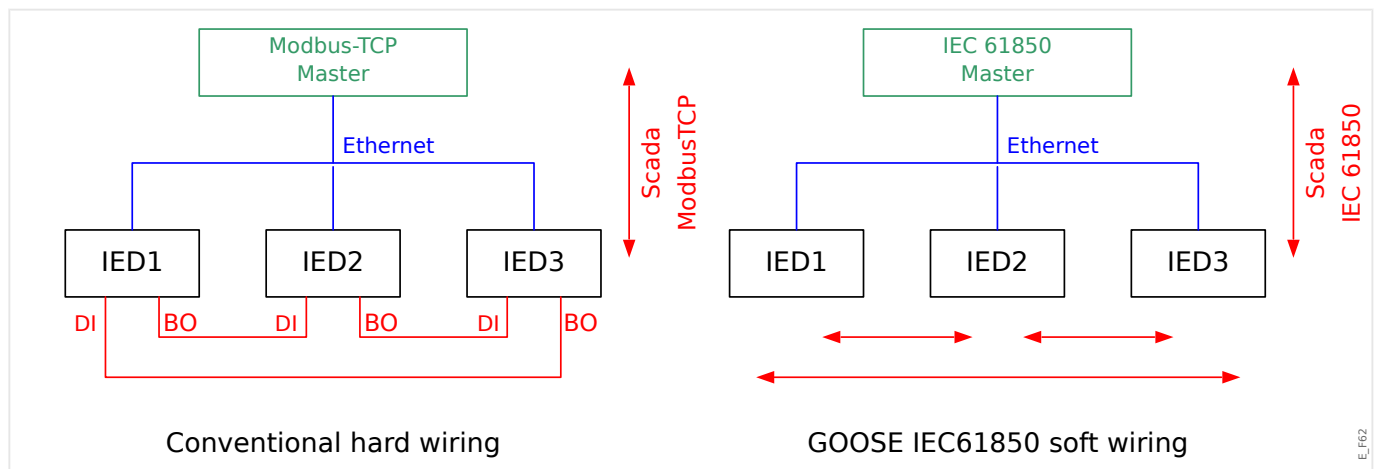 Modbus-TCP
Master
Ethernet
Scada
ModbusTCP
IED1
IED2
IED3
DI
BO
DI
BO
DI
BO
Conventional hard wiring
IEC 61850
Master
Ethernet
Scada
IEC 61850
IED1
IED2
IED3
GOOSE IEC61850 soft wiring
E_F62